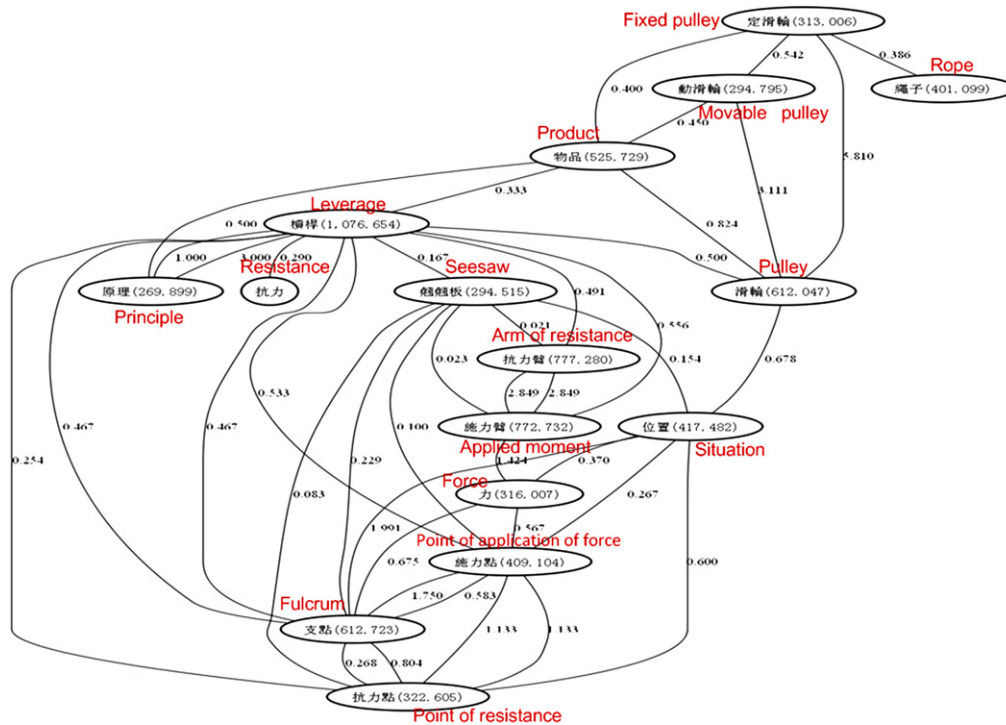 Fixed pulley
定滑輪(313.006)
0.542
0.386
Rope
0.400
動滑輪(294.795)
繩子(401.099)
Movable pulley
0.450
Product
物品(525.729)
5.810
3.111
0.333
Leverage
槓桿(1,076.654)
0.500
0.824
1.000
3.000
0.290
0.167
0.500
Resistance
Seesaw
Pulley
原理(269.899)
抗力
翹翹板(294.515)
0.491
滑輪(612.047)
Principle
0.021
0.556
Arm of resistance
0.023
抗力臂(777.280)
0.154
0.678
0.533
2.849
2.849
0.467
0.467
0.100
施力臂(772.732)
位置(417.482)
Applied moment
Situation
0.254
0.229
1.424
0.370
Force
0.083
力(316.007)
0.267
1.991
0.567
Point of application of force
0.675
施力點(409.104)
0.600
1.750
0.583
Fulcrum
支點(612.723)
1.133
1.133
0.268
0.804
抗力點(322.605)
Point of resistance